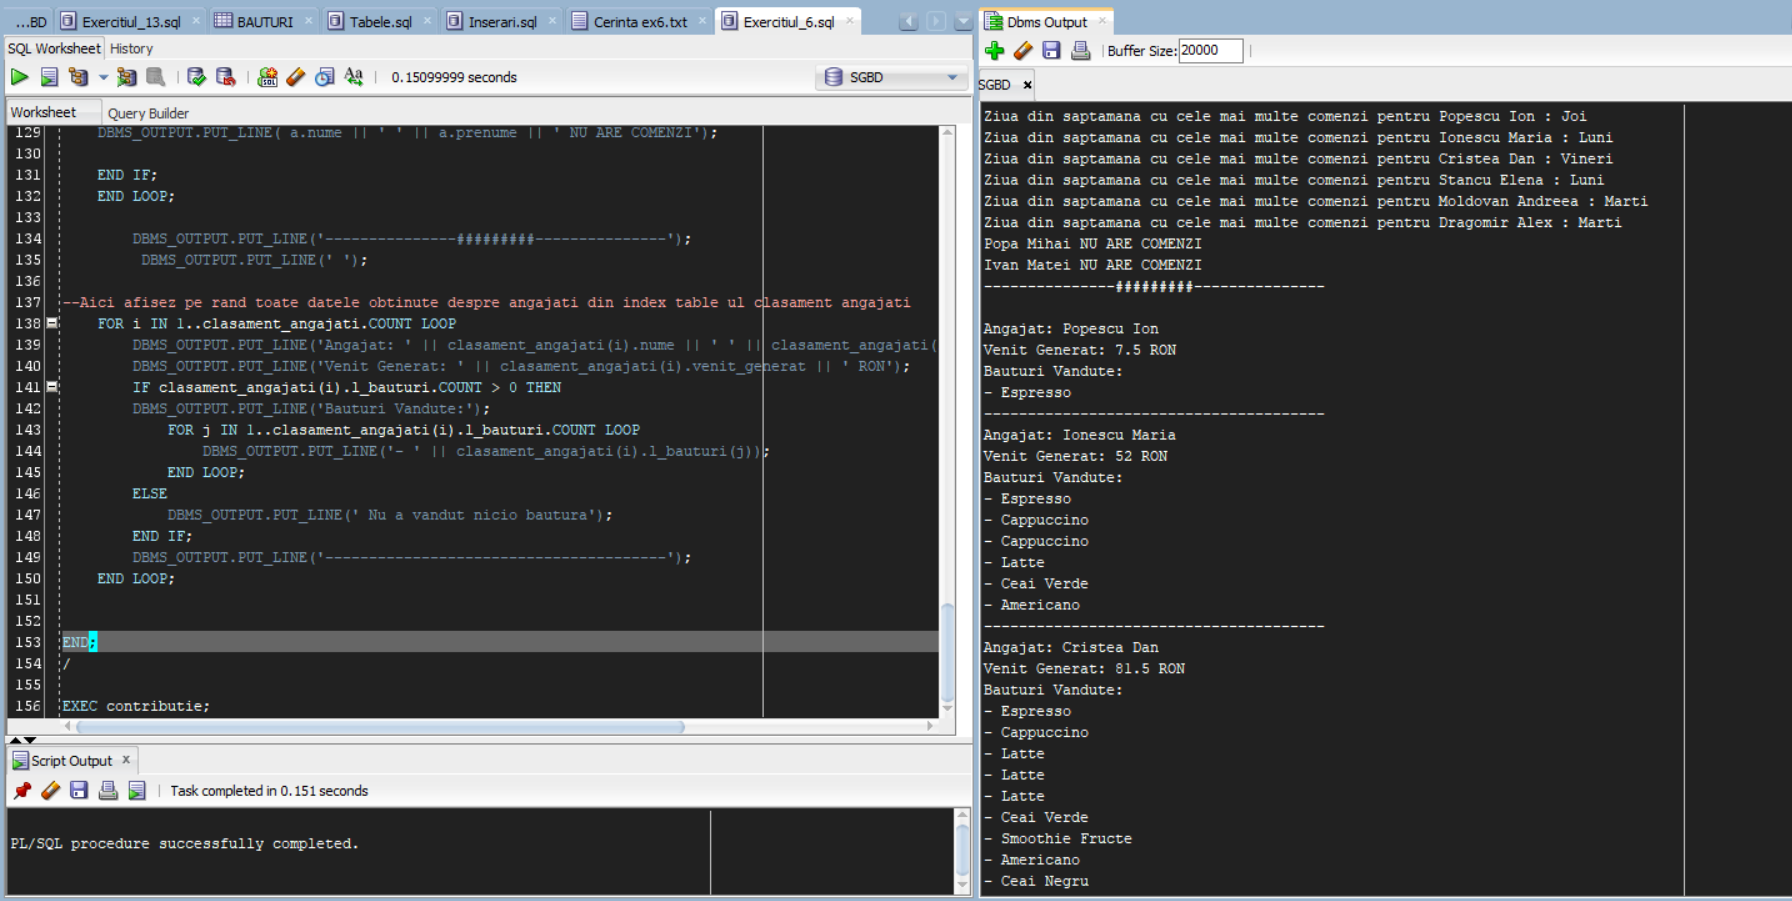 ...BD Exercitiul_13.sql BAUTURI Tabele.sql Inserari.sql Cerinta ex6.txt Exercitiul_6.sql
SQL Worksheet History
0.15099999 seconds SGBD
Worksheet Query Builder
129 DBMS_OUTPUT.PUT_LINE( a.nume || ' ' || a.prenume || ' NU ARE COMENZI');
130
131 END IF;
132 END LOOP;
133
134 DBMS_OUTPUT.PUT_LINE('---------------#########---------------');
135 DBMS_OUTPUT.PUT_LINE(' ');
136
137 --Aici afisez pe rand toate datele obtinute despre angajati din index table ul clasament angajati
138 FOR i IN 1..clasament_angajati.COUNT LOOP
139 DBMS_OUTPUT.PUT_LINE('Angajat: ' || clasament_angajati(i).nume || ' ' || clasament_angajati(
140 DBMS_OUTPUT.PUT_LINE('Venit Generat: ' || clasament_angajati(i).venit_generat || ' RON');
141 IF clasament_angajati(i).l_bauturi.COUNT > 0 THEN
142 DBMS_OUTPUT.PUT_LINE('Bauturi Vandute:');
143 FOR j IN 1..clasament_angajati(i).l_bauturi.COUNT LOOP
144 DBMS_OUTPUT.PUT_LINE('- ' || clasament_angajati(i).l_bauturi(j));
145 END LOOP;
146 ELSE
147 DBMS_OUTPUT.PUT_LINE(' Nu a vandut nicio bautura');
148 END IF;
149 DBMS_OUTPUT.PUT_LINE('---------------------------------------');
150 END LOOP;
151
152
153 END;
154 /
155
156 EXEC contributie;
Script Output
Task completed in 0.151 seconds
PL/SQL procedure successfully completed.
Dbms Output
Buffer Size: 20000
SGBD
Ziua din saptamana cu cele mai multe comenzi pentru Popescu Ion : Joi
Ziua din saptamana cu cele mai multe comenzi pentru Ionescu Maria : Luni
Ziua din saptamana cu cele mai multe comenzi pentru Cristea Dan : Vineri
Ziua din saptamana cu cele mai multe comenzi pentru Stancu Elena : Luni
Ziua din saptamana cu cele mai multe comenzi pentru Moldovan Andreea : Marti
Ziua din saptamana cu cele mai multe comenzi pentru Dragomir Alex : Marti
Popa Mihai NU ARE COMENZI
Ivan Matei NU ARE COMENZI
---------------#########---------------
Angajat: Popescu Ion
Venit Generat: 7.5 RON
Bauturi Vandute:
- Espresso
---------------------------------------
Angajat: Ionescu Maria
Venit Generat: 52 RON
Bauturi Vandute:
- Espresso
- Cappuccino
- Cappuccino
- Latte
- Ceai Verde
- Americano
---------------------------------------
Angajat: Cristea Dan
Venit Generat: 81.5 RON
Bauturi Vandute:
- Espresso
- Cappuccino
- Latte
- Latte
- Latte
- Ceai Verde
- Smoothie Fructe
- Americano
- Ceai Negru